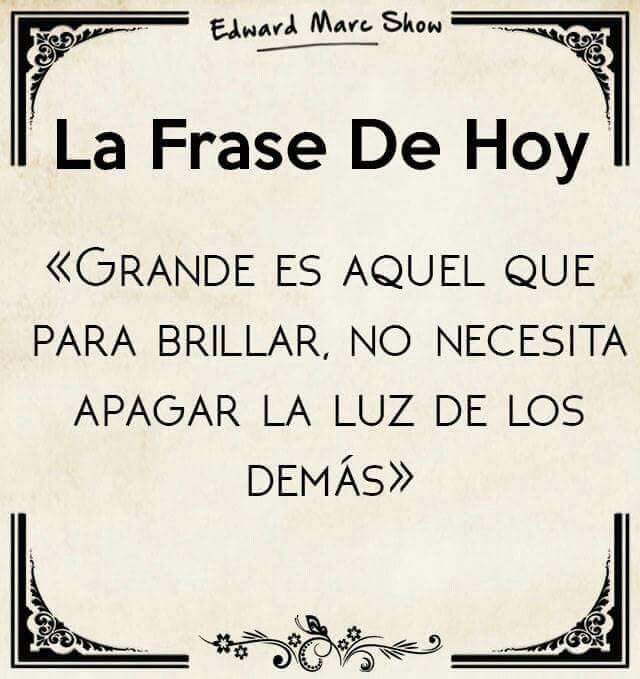 Edward Marc Show
La Frase De Hoy
«GRANDE ES AQUEL QUE
PARA BRILLAR, NO NECESITA
APAGAR LA LUZ DE LOS
DEMÁS»